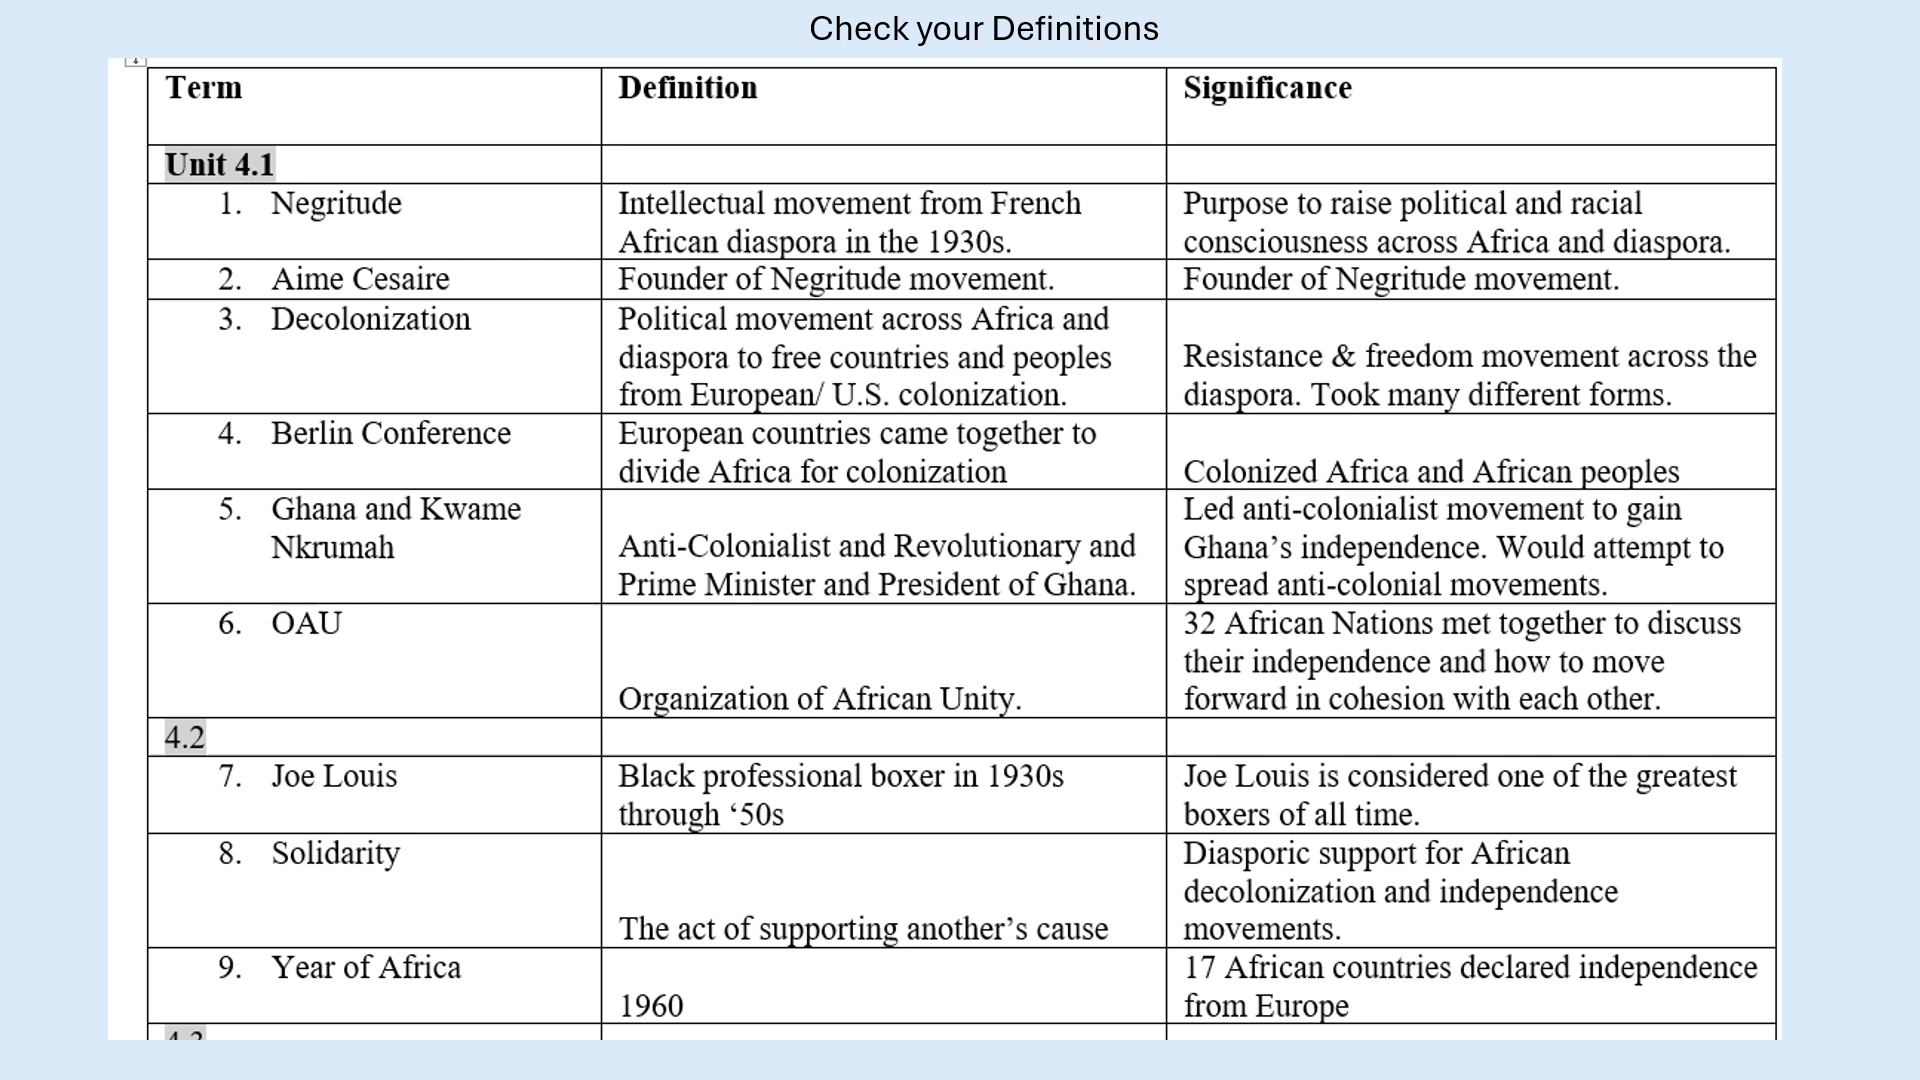 Check your Definitions
Term
Definition
Significance
Unit 4.1
1. Negritude
Intellectual movement from French
African diaspora in the 1930s.
Purpose to raise political and racial
consciousness across Africa and diaspora.
2. Aime Cesaire
Founder of Negritude movement.
Founder of Negritude movement.
3. Decolonization
Political movement across Africa and
diaspora to free countries and peoples
from European/ U.S. colonization.
Resistance & freedom movement across the
diaspora. Took many different forms.
4. Berlin Conference
European countries came together to
divide Africa for colonization
Colonized Africa and African peoples
5. Ghana and Kwame
Nkrumah
Anti-Colonialist and Revolutionary and
Prime Minister and President of Ghana.
Led anti-colonialist movement to gain
Ghana’s independence. Would attempt to
spread anti-colonial movements.
6. OAU
Organization of African Unity.
32 African Nations met together to discuss
their independence and how to move
forward in cohesion with each other.
4.2
7. Joe Louis
Black professional boxer in 1930s
through ‘50s
Joe Louis is considered one of the greatest
boxers of all time.
8. Solidarity
The act of supporting another’s cause
Diasporic support for African
decolonization and independence
movements.
9. Year of Africa
1960
17 African countries declared independence
from Europe